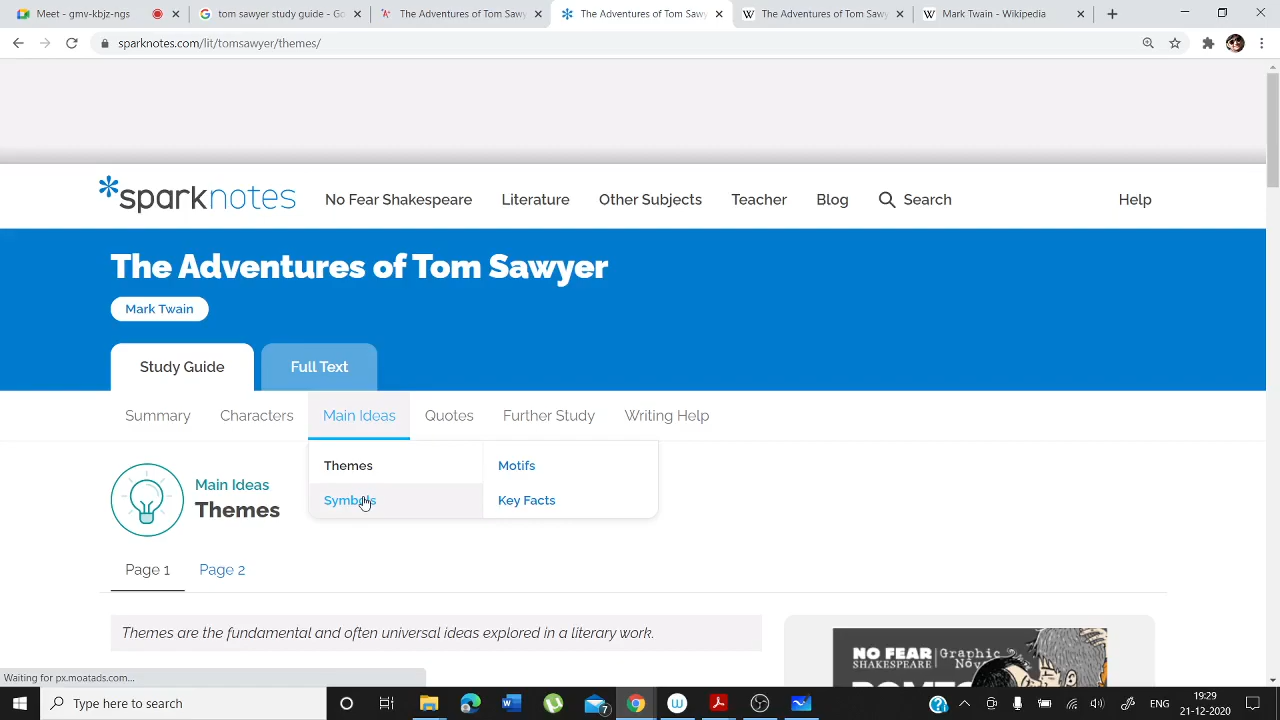 Meet - gmv-kbjz-ngs
tom sawyer study guide - Go
The Adventures of Tom Sawy
The Adventures of Tom Saw
The Adventures of Tom Sawy
Mark Twain - Wikipedia
sparknotes.com/lit/tomsawyer/themes/
sparknotes
No Fear Shakespeare
Literature
Other Subjects
Teacher
Blog
Search
Help
The Adventures of Tom Sawyer
Mark Twain
Study Guide
Full Text
Summary
Characters
Main Ideas
Quotes
Further Study
Writing Help
Themes
Motifs
Symbols
Key Facts
Main Ideas
Themes
Page 1
Page 2
Themes are the fundamental and often universal ideas explored in a literary work.
NO FEAR
SHAKESPEARE
Graphic
Waiting for px.moatads.com...
Type here to search
7
ENG
19:29
21-12-2020